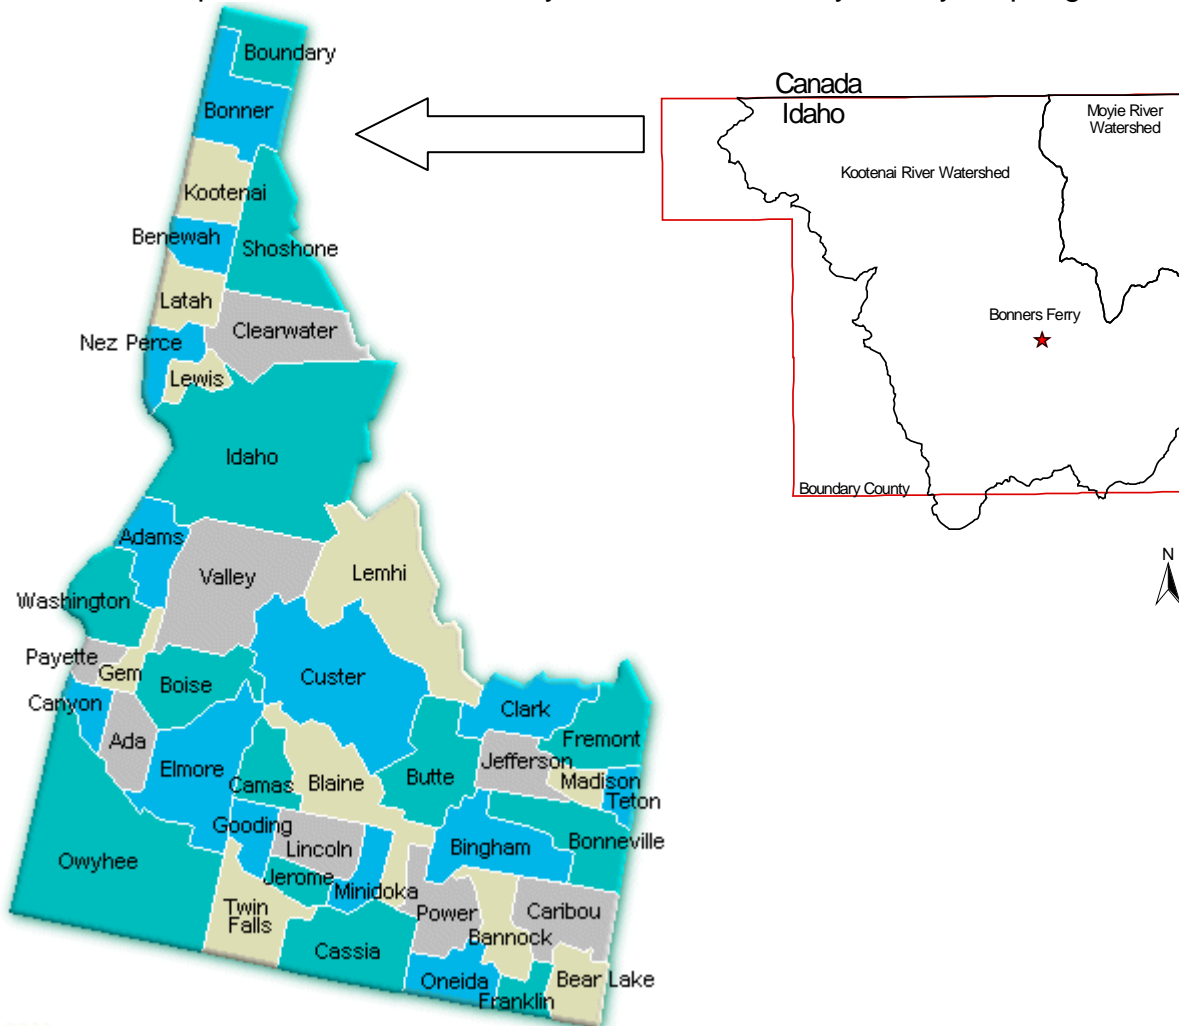 Boundary
Bonner
Kootenai
Benewah
Shoshone
Latah
Clearwater
Nez Perce
Lewis
Idaho
Adams
Valley
Lemhi
Washington
Payette
Gem
Boise
Custer
Canyon
Clark
Ada
Fremont
Elmore
Jefferson
Camas
Blaine
Butte
Madison
Teton
Gooding
Lincoln
Bingham
Bonneville
Owyhee
Jerome
Minidoka
Twin
Falls
Power
Caribou
Bannock
Cassia
Oneida
Bear Lake
Franklin
Canada
Idaho
Moyie River
Watershed
Kootenai River Watershed
Bonners Ferry
Boundary County
N